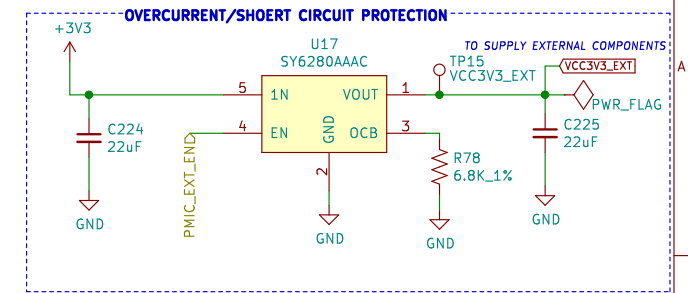 OVERCURRENT/SHOERT CIRCUIT PROTECTION
+3V3
U17
SY6280AAAC
TO SUPPLY EXTERNAL COMPONENTS
TP15
VCC3V3_EXT
VCC3V3_EXT
A
5
1N
VOUT
1
PWR_FLAG
C224
22uF
4
EN
GND
OCB
3
C225
22uF
PMIC_EXT_END
2
R78
6.8K_1%
GND
GND
GND
GND